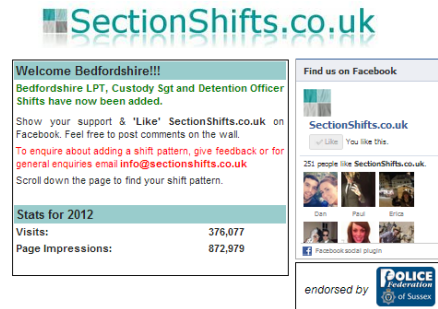 SectionShifts.co.uk
Welcome Bedfordshire!!!
Bedfordshire LPT, Custody Sgt and Detention Officer
Shifts have now been added.
Show your support & 'Like' SectionShifts.co.uk on
Facebook. Feel free to post comments on the wall.
To enquire about adding a shift pattern, give feedback or for
general enquiries email info@sectionshifts.co.uk
Scroll down the page to find your shift pattern.
Stats for 2012
Visits: 376,077
Page Impressions: 872,979
Find us on Facebook
SectionShifts.co.uk
Like You like this.
251 people like SectionShifts.co.uk.
Dan Paul Erica
Facebook social plugin
endorsed by
POLICE
Federation
of Sussex